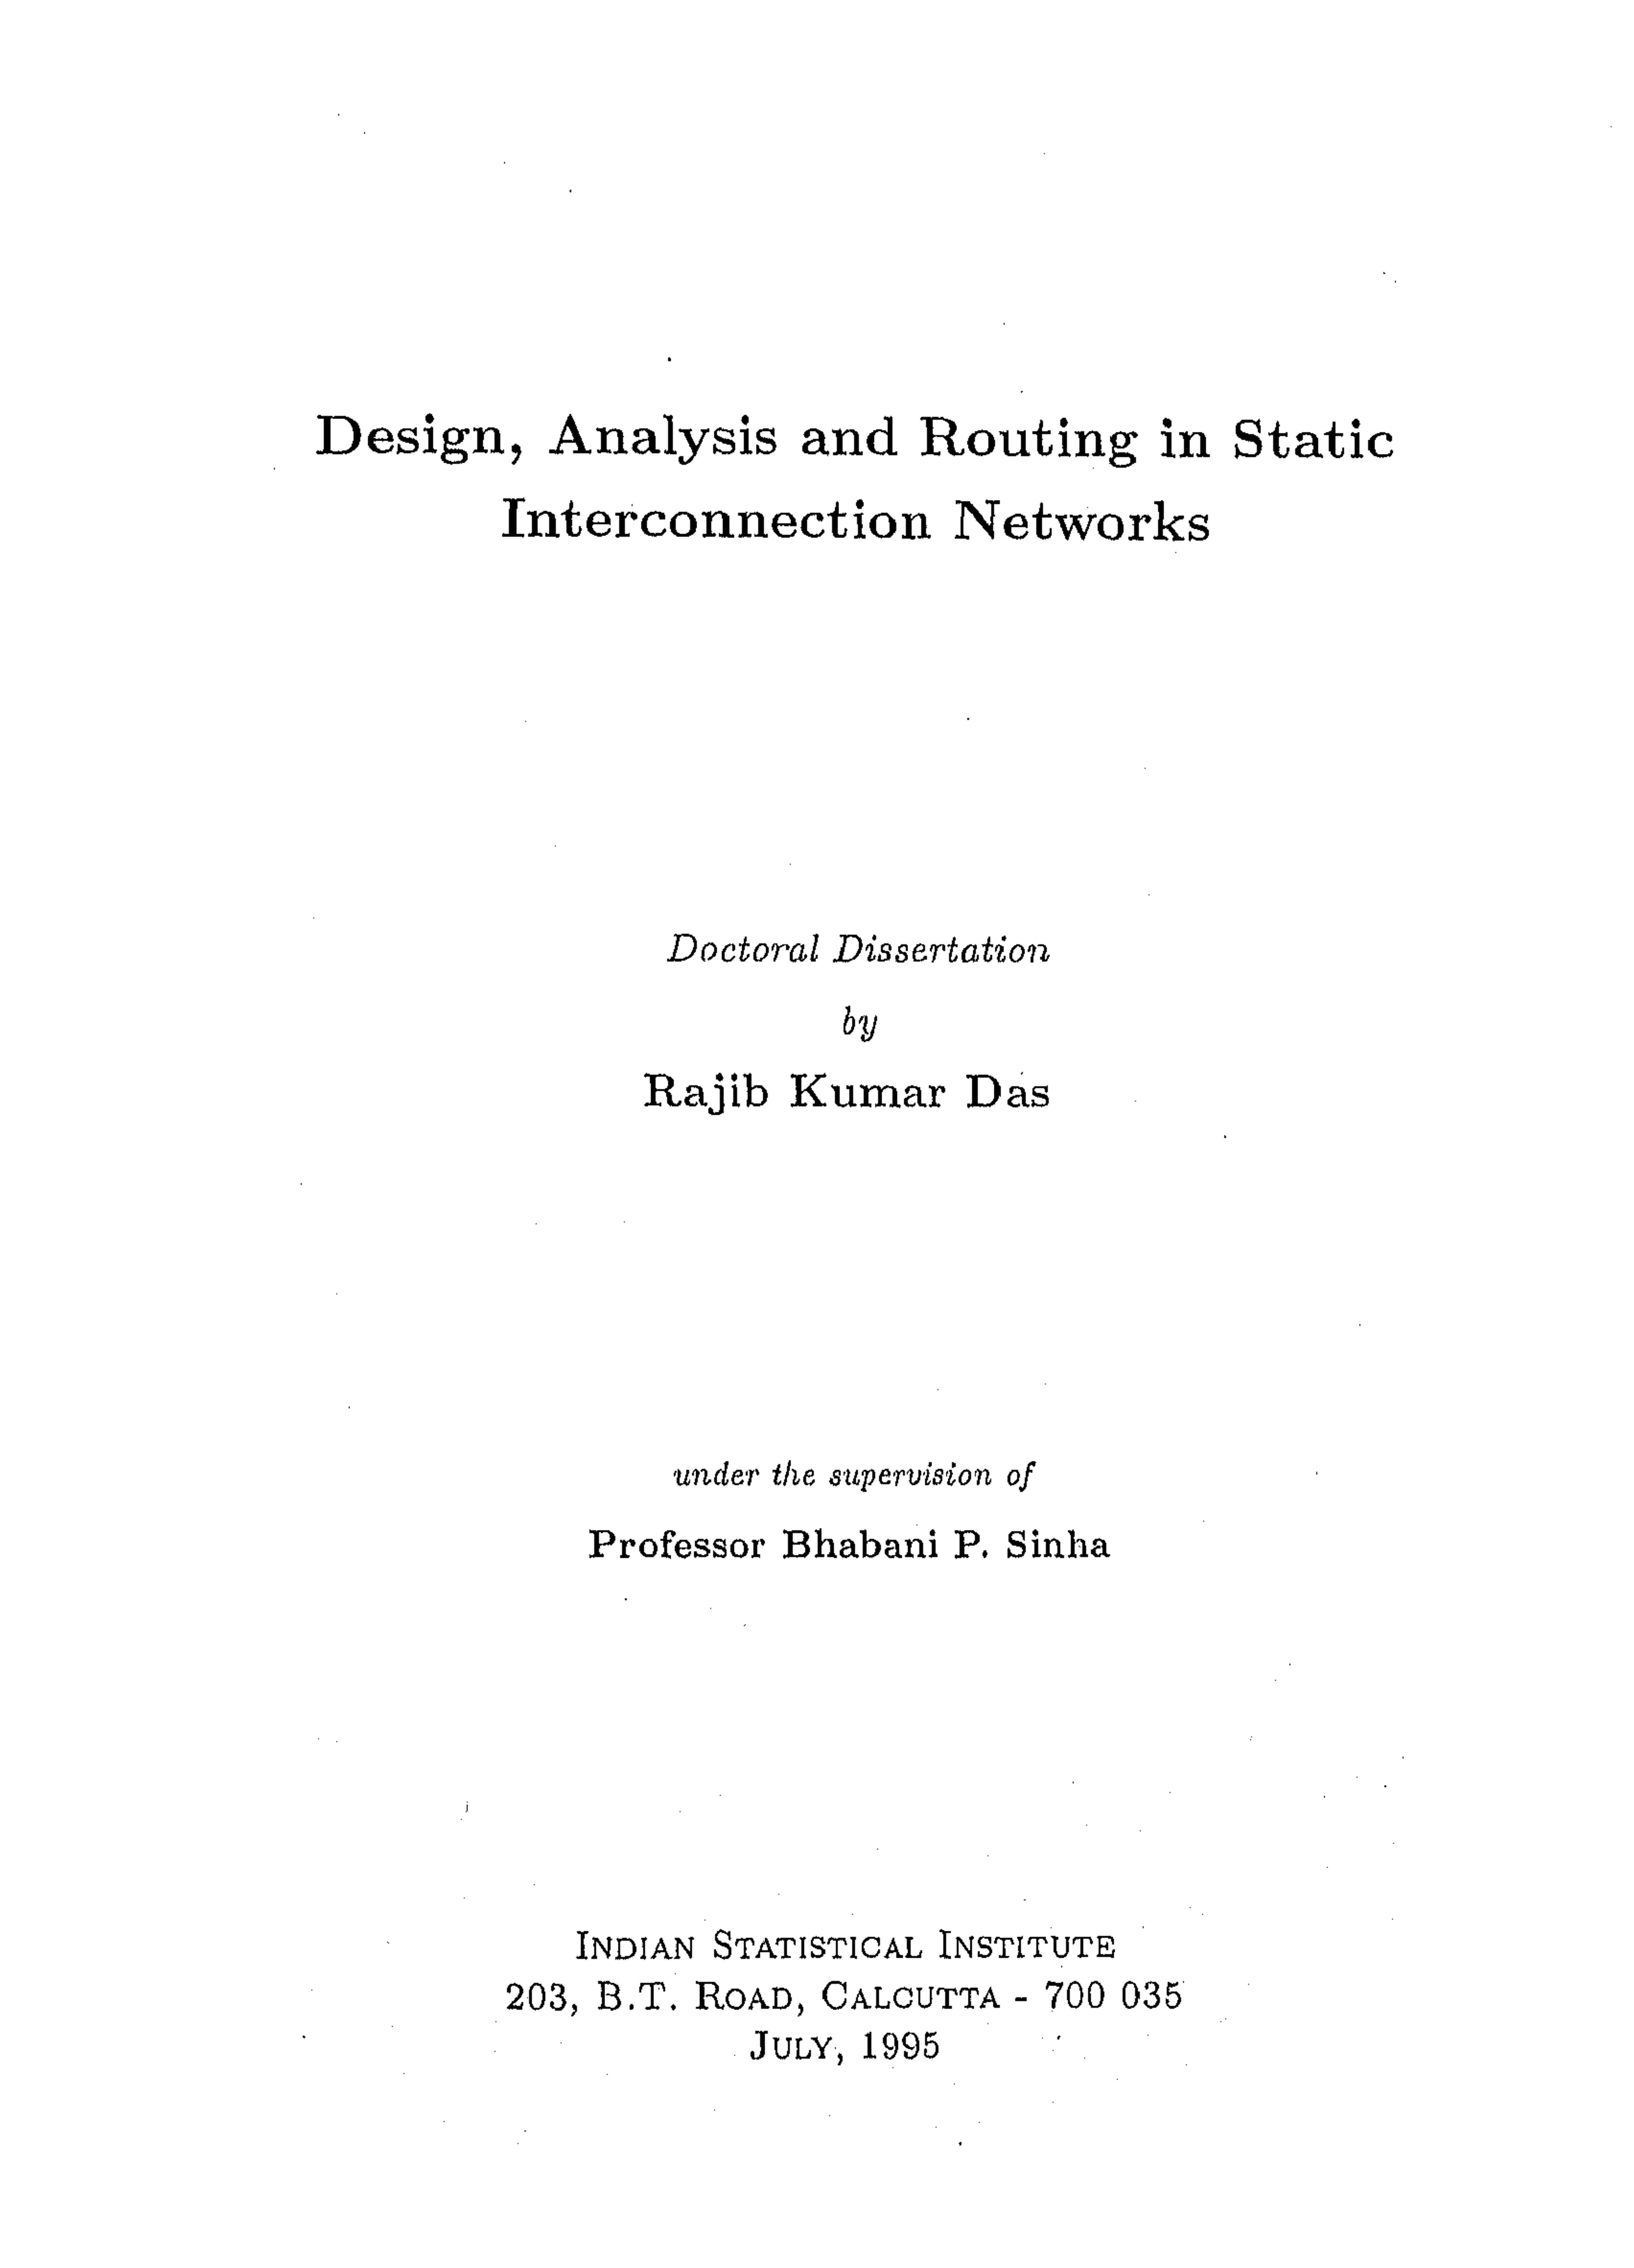 Design, Analysis and Routing in Static
Interconnection Networks
Doctoral Dissertation
by
Rajib Kumar Das
under the supervision of
Professor Bhabani P. Sinha
INDIAN STATISTICAL INSTITUTE
203, B.T. ROAD, CALCUTTA - 700 035
JULY, 1995